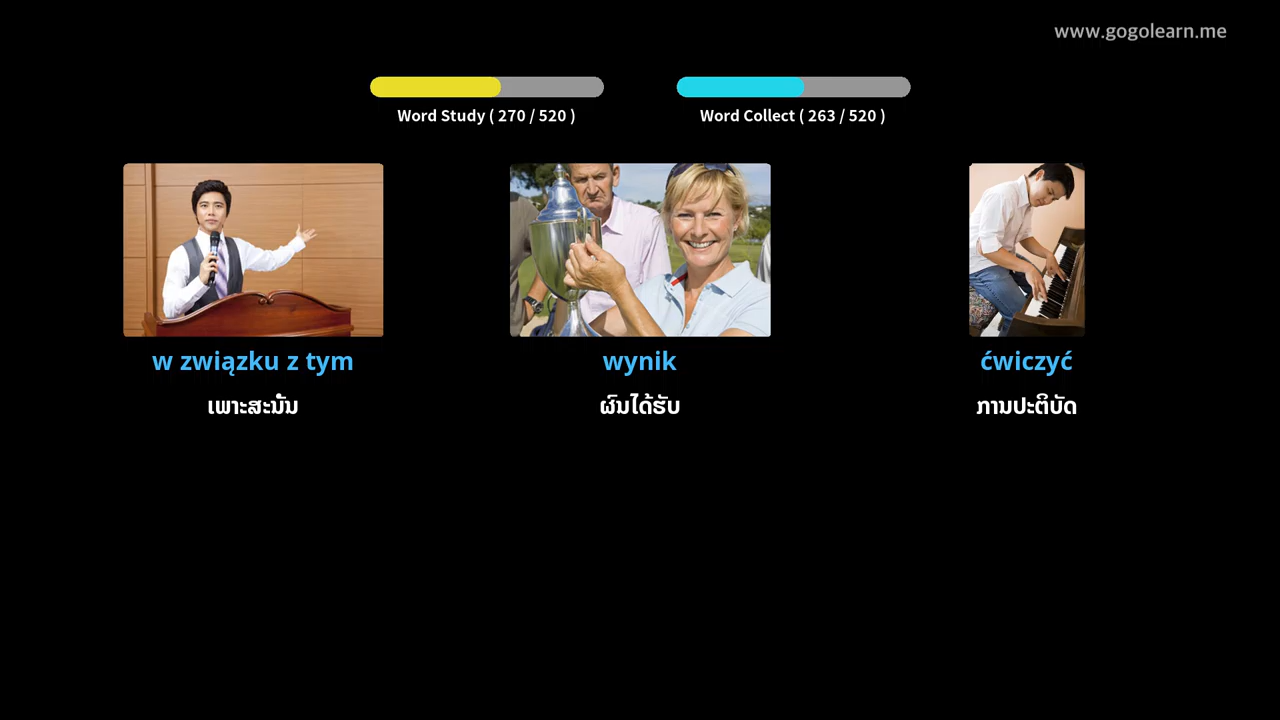 www.gogolearn.me
Word Study ( 270 / 520 )
Word Collect ( 263 / 520 )
w związku z tym
wynik
ćwiczyć
ເພາະສະນັ້ນ
ຜົນໄດ້ຮັບ
ການປະຕິບັດ